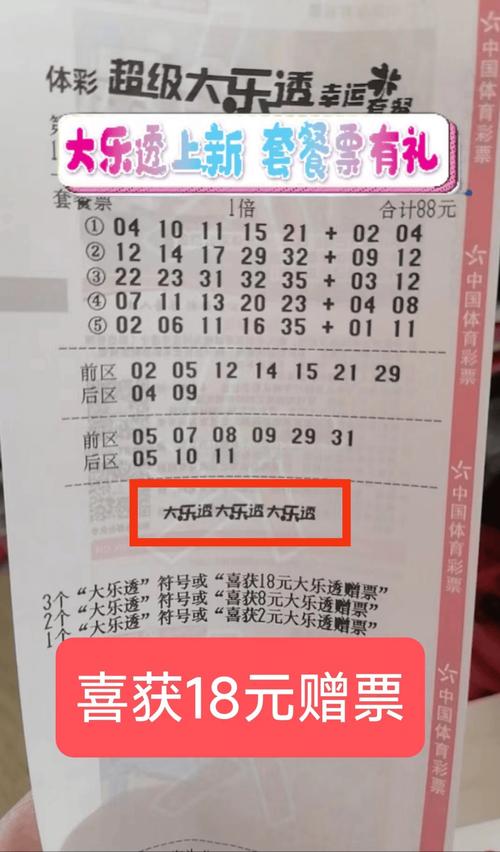 体彩 超级大乐透 幸运套餐
第
大乐透上新 套餐票有礼
1
套餐票 1倍 合计88元
① 04 10 11 15 21 + 02 04
② 12 14 17 29 32 + 09 12
③ 22 23 31 32 35 + 03 12
④ 07 11 13 20 23 + 04 08
⑤ 02 06 11 16 35 + 01 11
前区 02 05 12 14 15 21 29
后区 04 09
前区 05 07 08 09 29 31
后区 05 10 11
大乐透大乐透大乐透
3个“大乐透”符号或“喜获18元大乐透赠票”
2个“大乐透”符号或“喜获8元大乐透赠票”
1个“大乐透”符号或“喜获2元大乐透赠票”
喜获18元赠票
中国体育彩票
中国体育彩票
中国体育彩票
中国体育彩票